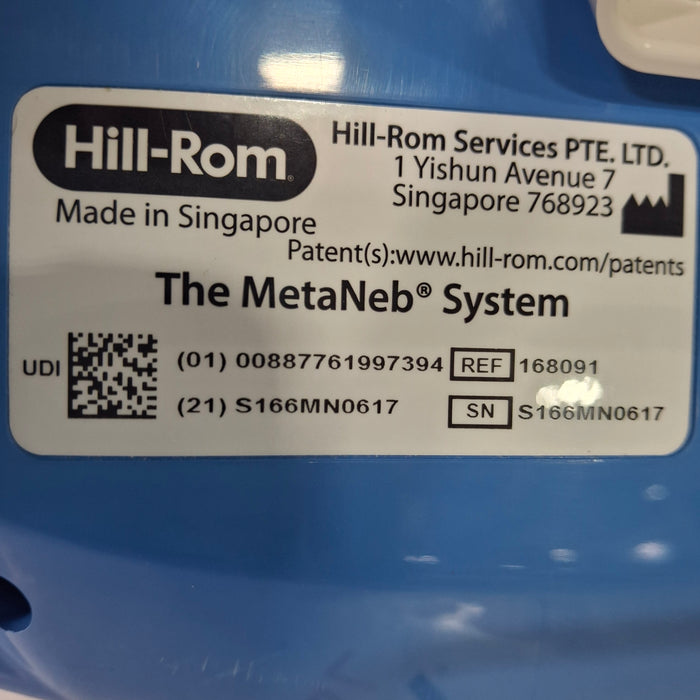 Hill-Rom®
Hill-Rom Services PTE. LTD.
1 Yishun Avenue 7
Singapore 768923
Made in Singapore
Patent(s):www.hill-rom.com/patents
The MetaNeb® System
UDI
(01) 00887761997394 REF 168091
(21) S166MN0617 SN S166MN0617